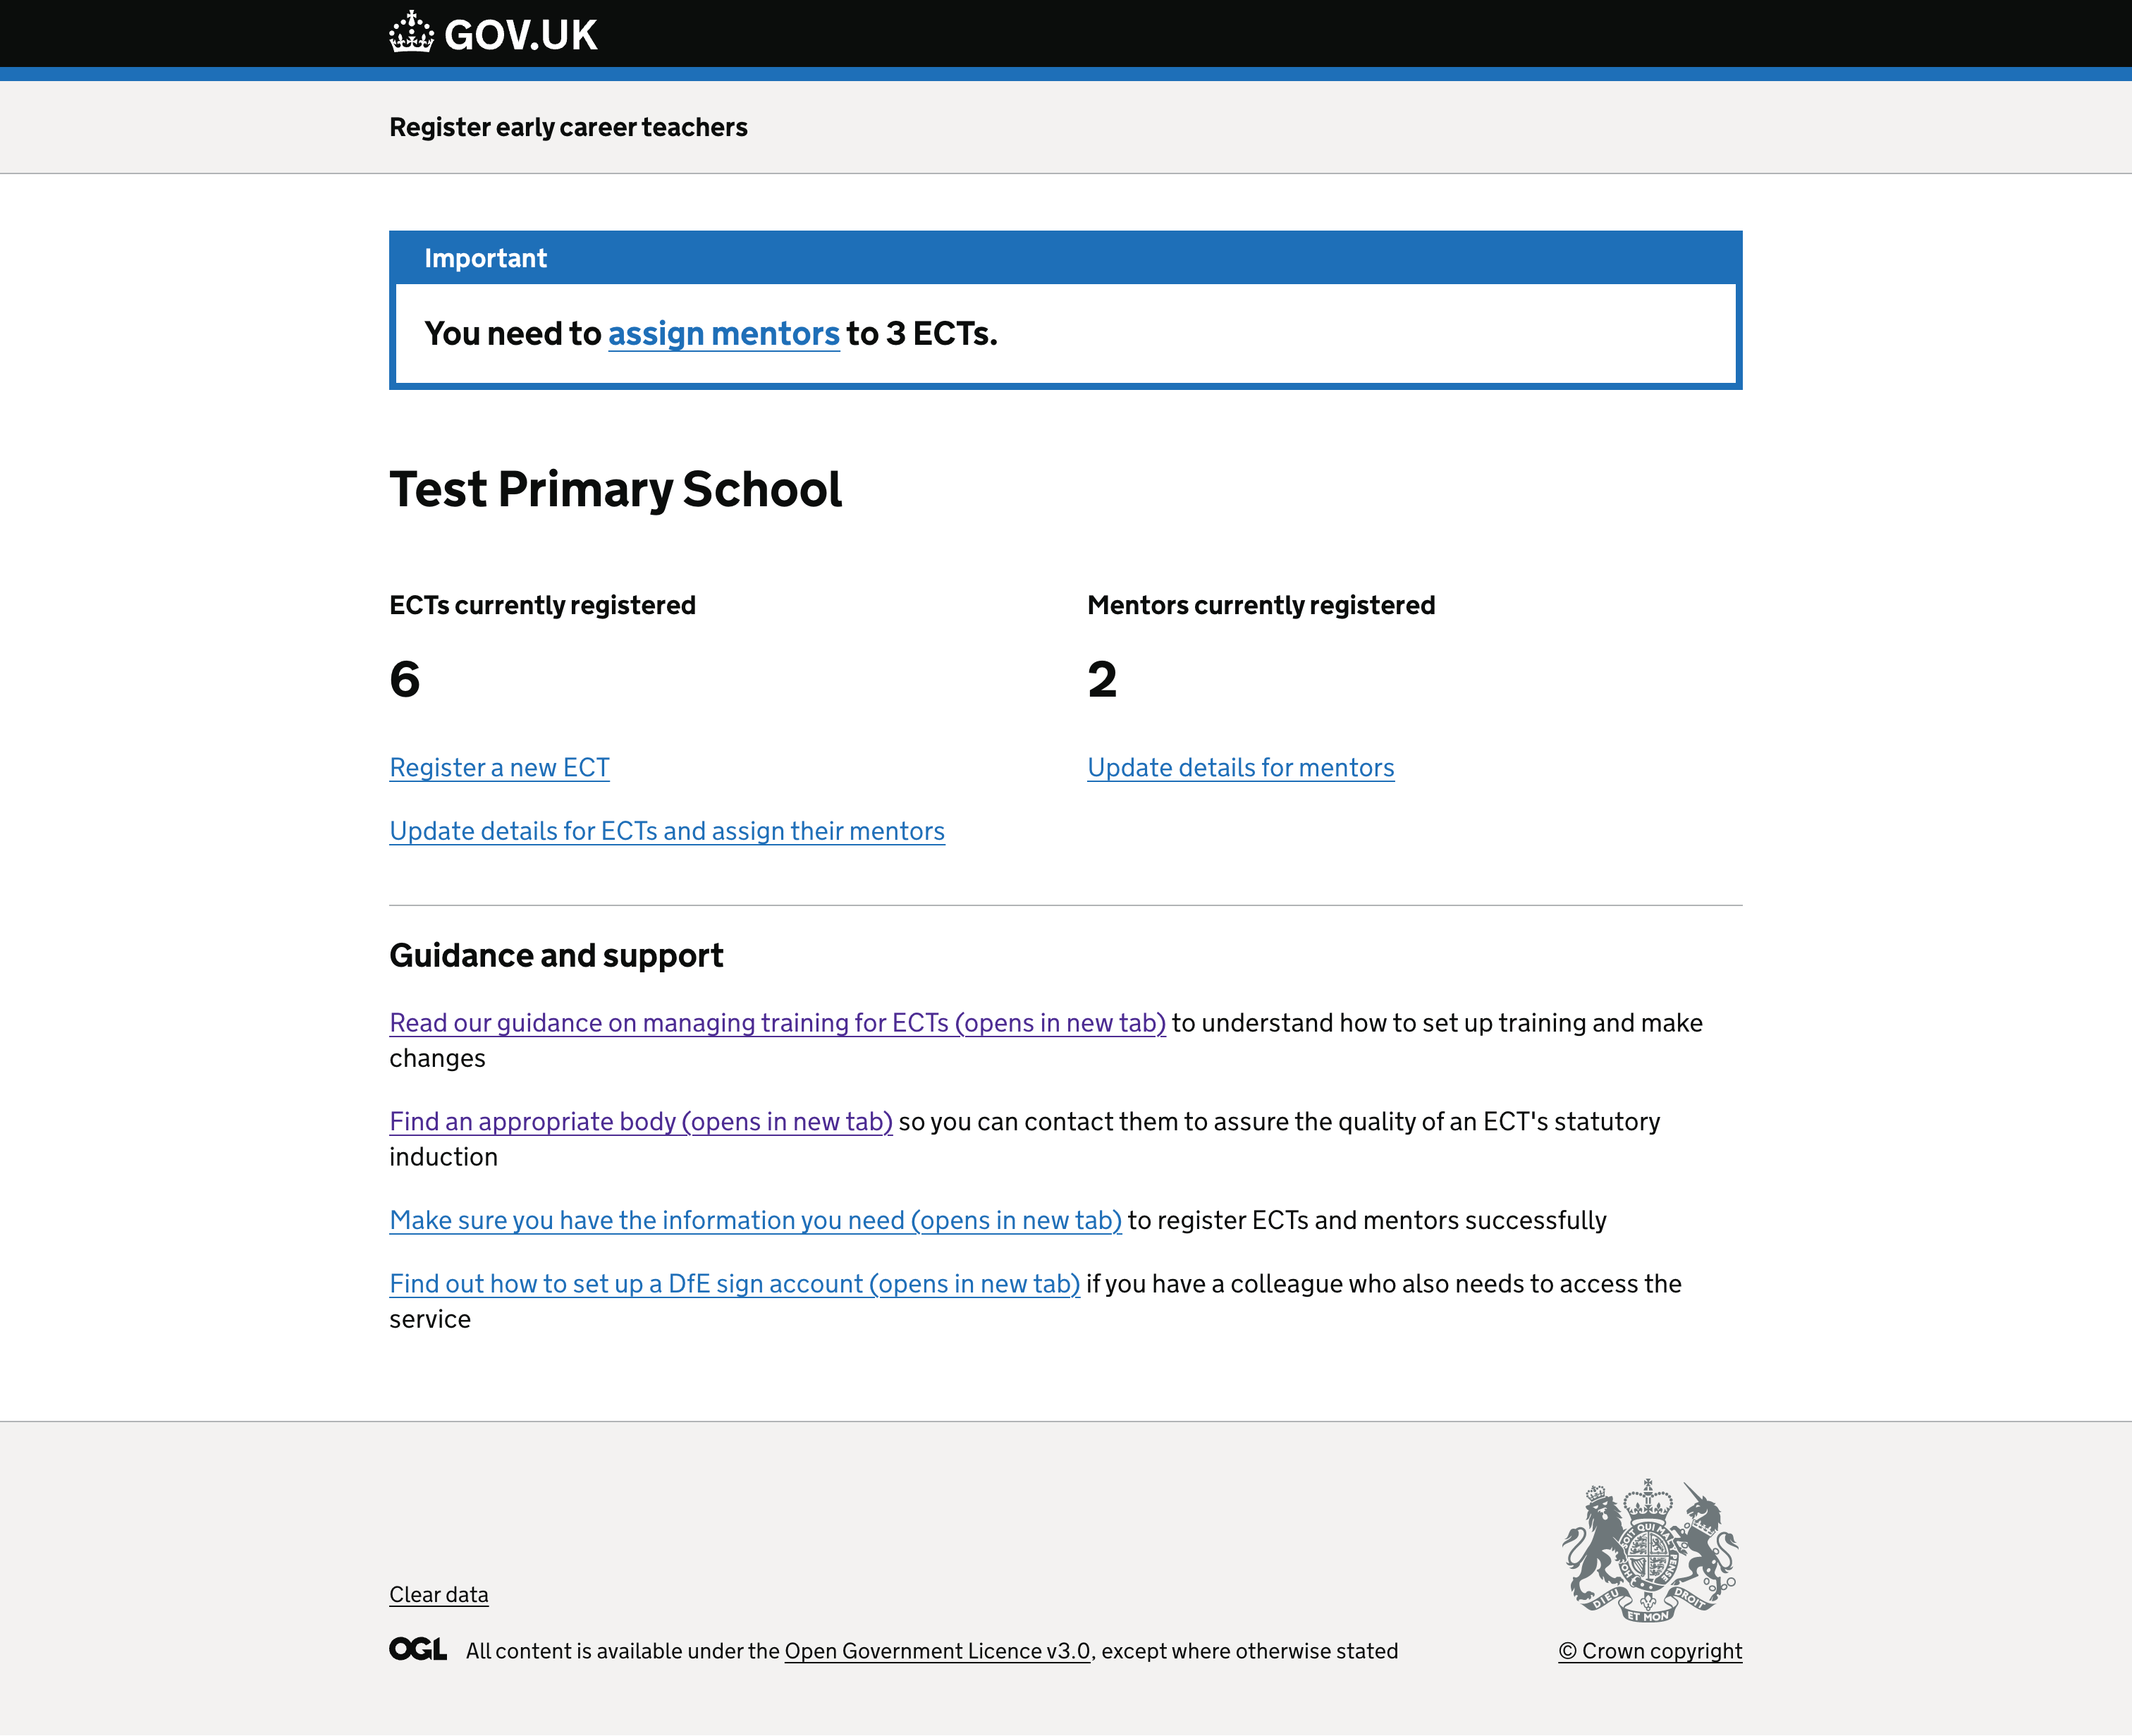 GOV.UK
Register early career teachers
Important
You need to assign mentors to 3 ECTs.
Test Primary School
ECTs currently registered
6
Register a new ECT
Update details for ECTs and assign their mentors
Mentors currently registered
2
Update details for mentors
Guidance and support
Read our guidance on managing training for ECTs (opens in new tab) to understand how to set up training and make
changes
Find an appropriate body (opens in new tab) so you can contact them to assure the quality of an ECT's statutory
induction
Make sure you have the information you need (opens in new tab) to register ECTs and mentors successfully
Find out how to set up a DfE sign account (opens in new tab) if you have a colleague who also needs to access the
service
Clear data
OGL All content is available under the Open Government Licence v3.0, except where otherwise stated
DIEU ET MON DROIT
© Crown copyright